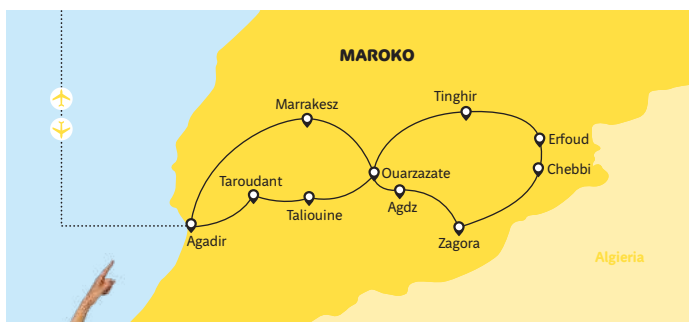 MAROKO
Tinghir
Marrakesz
Erfoud
Chebbi
Ouarzazate
Taroudant
Agdz
Taliouine
Agadir
Zagora
Algieria